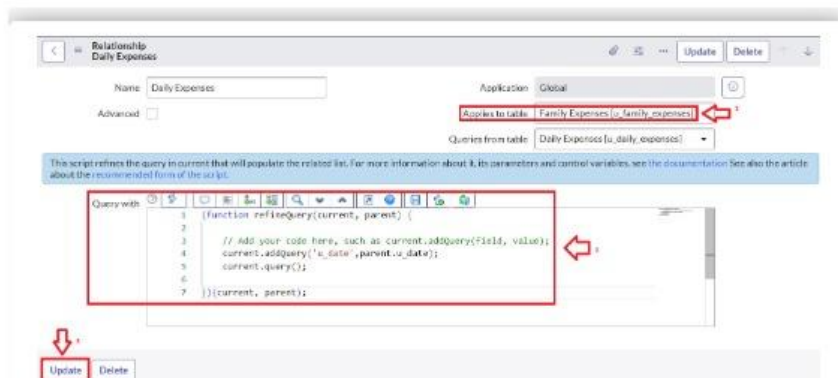 Relationship
Daily Expenses
Update Delete
Name Daily Expenses
Application Global
Advanced
Applies to table Family Expenses [u_family_expenses]
Queries from table Daily Expenses [u_daily_expenses]
This script refines the query in current that will populate the related list. For more information about it, its parameters and control variables, see the documentation See also the article
about the recommended form of the script.
Query with
1 (function refineQuery(current, parent) {
2
3 // Add your code here, such as current.addQuery(field, value);
4 current.addQuery('u_date',parent.u_date);
5 current.query();
6
7 })(current, parent);
Update Delete